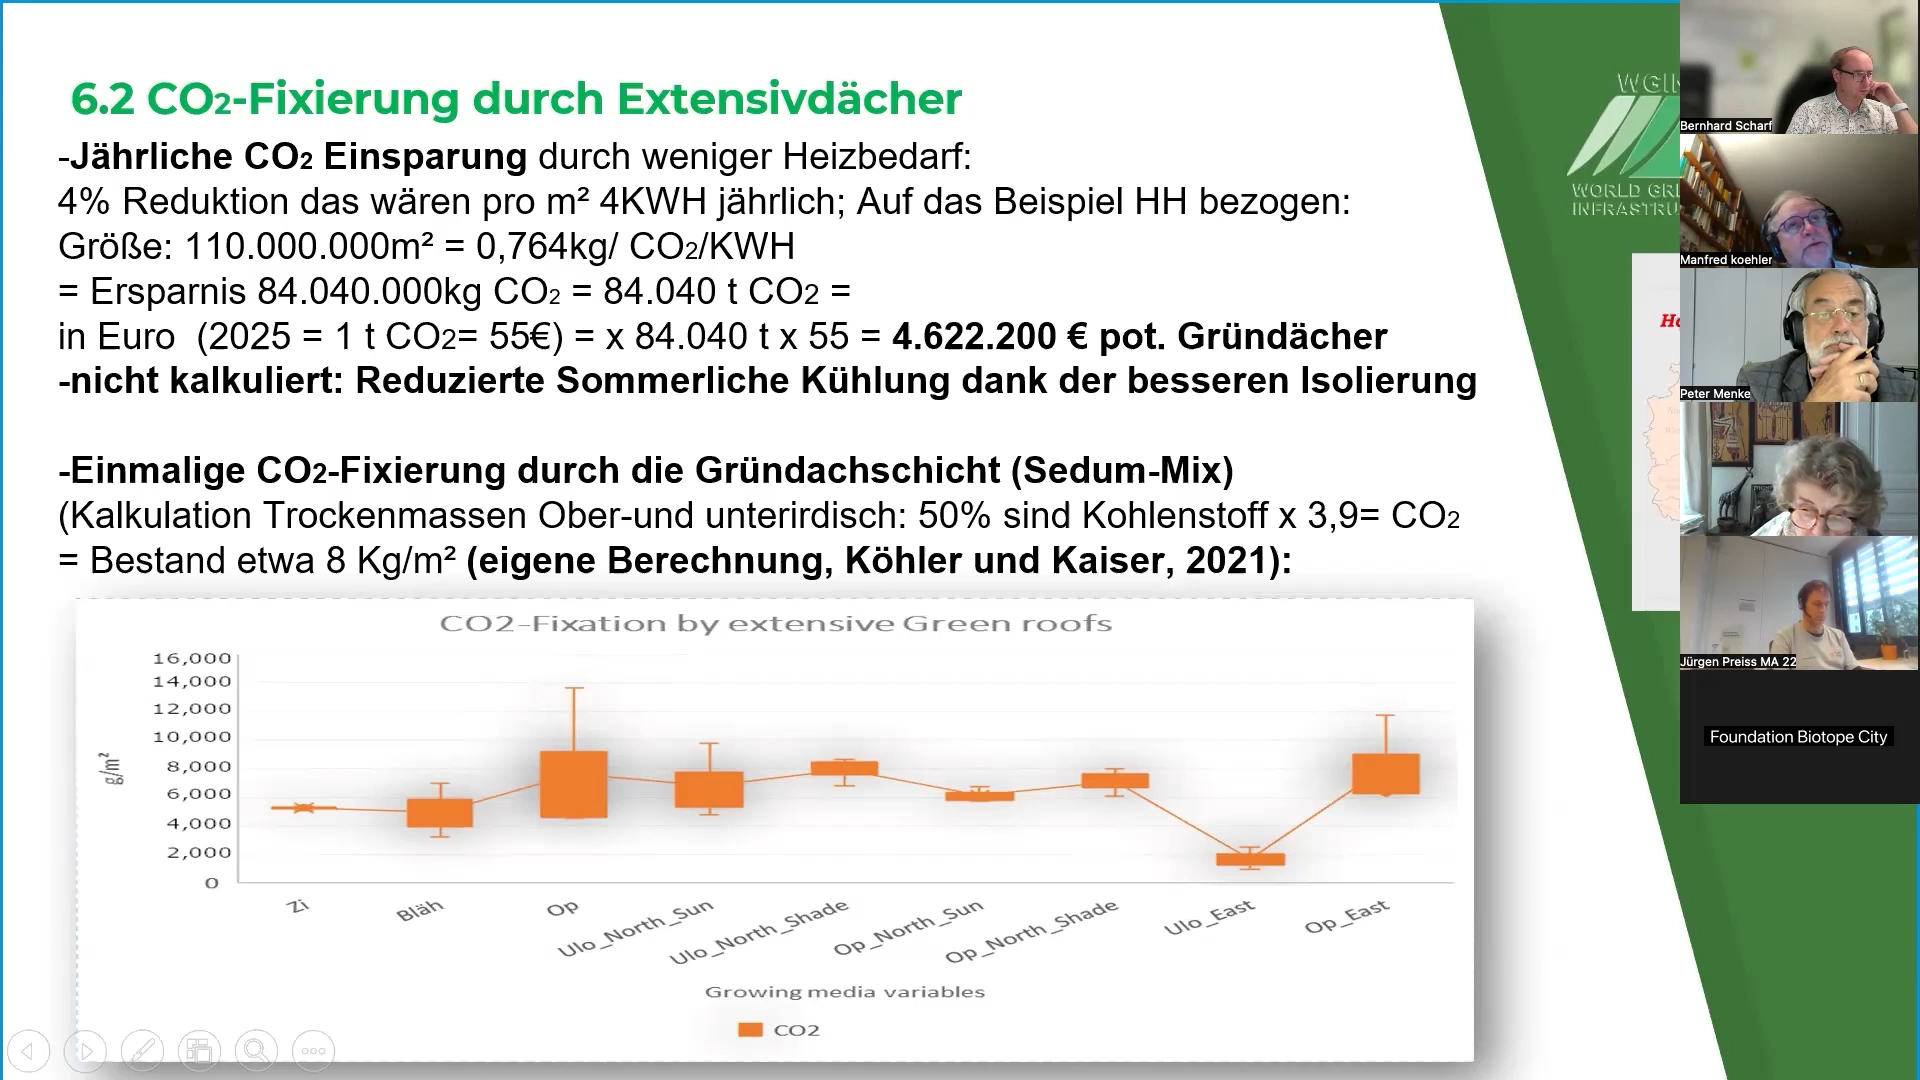 6.2 CO₂-Fixierung durch Extensivdächer
-Jährliche CO₂ Einsparung durch weniger Heizbedarf:
4% Reduktion das wären pro m² 4KWH jährlich; Auf das Beispiel HH bezogen:
Größe: 110.000.000m² = 0,764kg/ CO₂/KWH
= Ersparnis 84.040.000kg CO₂ = 84.040 t CO₂ =
in Euro (2025 = 1 t CO₂= 55€) = x 84.040 t x 55 = 4.622.200 € pot. Gründächer
-nicht kalkuliert: Reduzierte Sommerliche Kühlung dank der besseren Isolierung
-Einmalige CO₂-Fixierung durch die Gründachschicht (Sedum-Mix)
(Kalkulation Trockenmassen Ober-und unterirdisch: 50% sind Kohlenstoff x 3,9= CO₂
= Bestand etwa 8 Kg/m² (eigene Berechnung, Köhler und Kaiser, 2021):
CO2-Fixation by extensive Green roofs
16,000
14,000
12,000
10,000
8,000
6,000
4,000
2,000
0
g/m²
Zi
Bläh
Op
Ulo_North_Sun
Ulo_North_Shade
Op_North_Sun
Op_North_Shade
Ulo_East
Op_East
Growing media variables
CO2
WORLD
Bernhard Scharf
Manfred koehler
Peter Menke
Jürgen Preiss MA 22
Foundation Biotope City